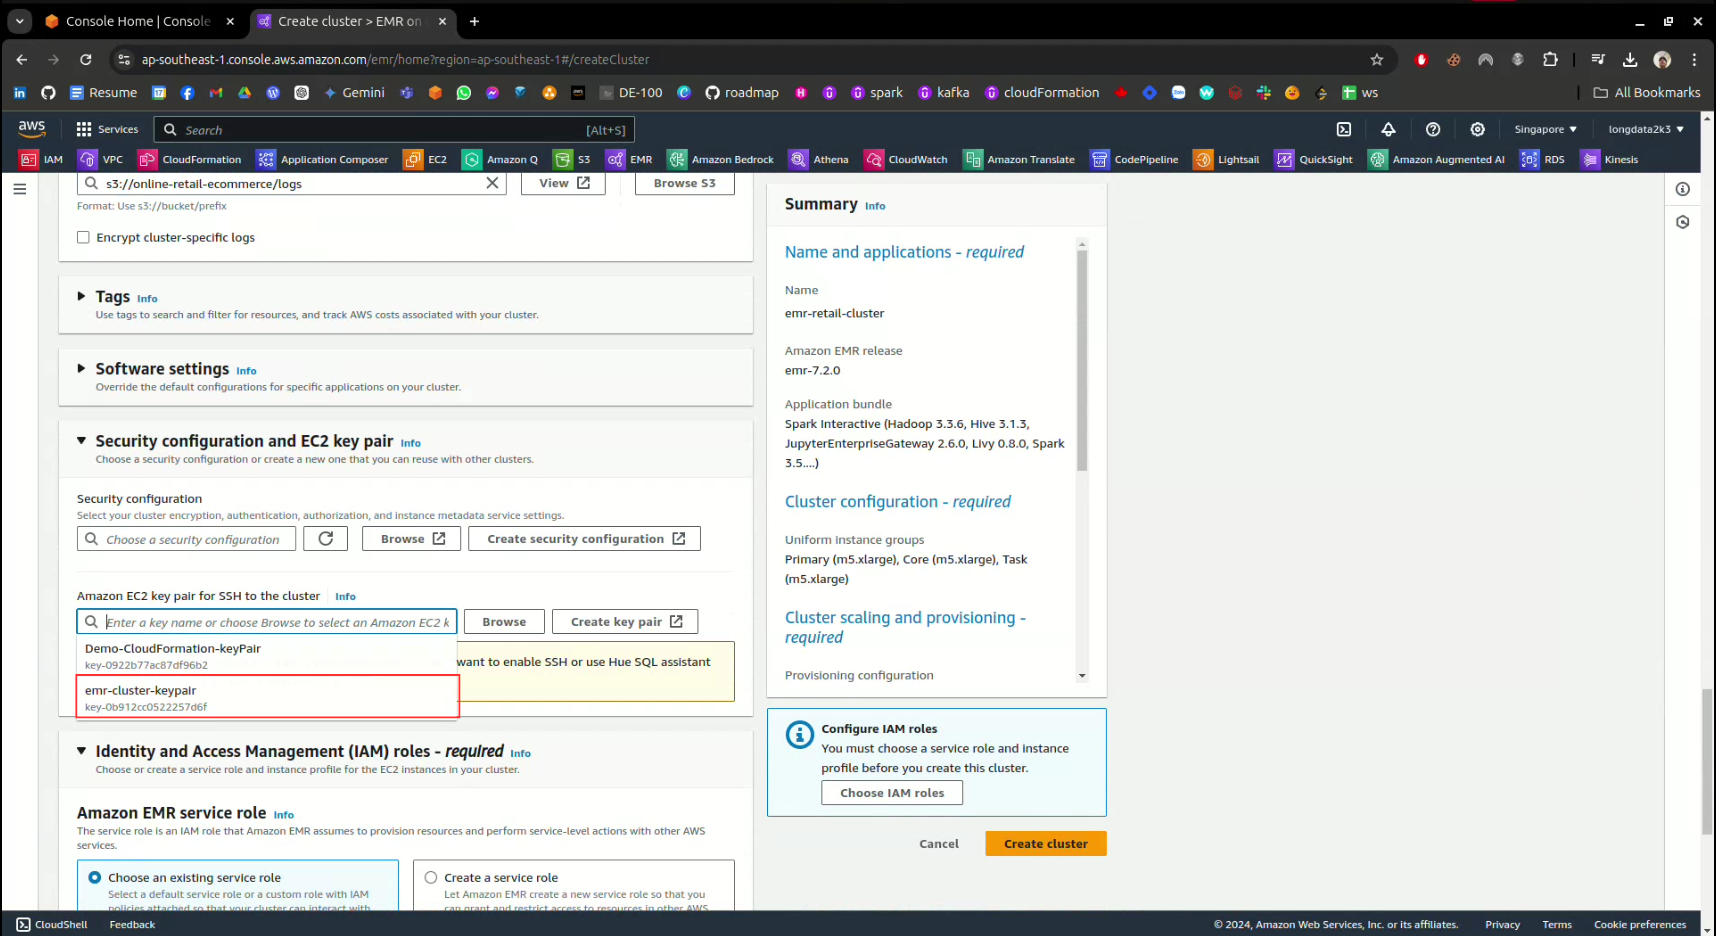 Console Home | Console
Create cluster > EMR on
ap-southeast-1.console.aws.amazon.com/emr/home?region=ap-southeast-1#/createCluster
Resume
Gemini
DE-100
roadmap
spark
kafka
cloudFormation
ws
All Bookmarks
aws
Services
Search
[Alt+S]
Singapore
longdata2k3
IAM
VPC
CloudFormation
Application Composer
EC2
Amazon Q
S3
EMR
Amazon Bedrock
Athena
CloudWatch
Amazon Translate
CodePipeline
Lightsail
QuickSight
Amazon Augmented AI
RDS
Kinesis
s3://online-retail-ecommerce/logs
View
Browse S3
Format: Use s3://bucket/prefix
Encrypt cluster-specific logs
Tags Info
Use tags to search and filter for resources, and track AWS costs associated with your cluster.
Software settings Info
Override the default configurations for specific applications on your cluster.
Security configuration and EC2 key pair Info
Choose a security configuration or create a new one that you can reuse with other clusters.
Security configuration
Select your cluster encryption, authentication, authorization, and instance metadata service settings.
Choose a security configuration
Browse
Create security configuration
Amazon EC2 key pair for SSH to the cluster Info
Enter a key name or choose Browse to select an Amazon EC2 k
Browse
Create key pair
Demo-CloudFormation-keyPair
key-0922b77ac87df96b2
want to enable SSH or use Hue SQL assistant
emr-cluster-keypair
key-0b912cc0522257d6f
Identity and Access Management (IAM) roles - required Info
Choose or create a service role and instance profile for the EC2 instances in your cluster.
Amazon EMR service role Info
The service role is an IAM role that Amazon EMR assumes to provision resources and perform service-level actions with other AWS
services.
Choose an existing service role
Select a default service role or a custom role with IAM
policies attached so that your cluster can interact with
Create a service role
Let Amazon EMR create a new service role so that you
can grant and restrict access to resources in other AWS
Summary Info
Name and applications - required
Name
emr-retail-cluster
Amazon EMR release
emr-7.2.0
Application bundle
Spark Interactive (Hadoop 3.3.6, Hive 3.1.3,
JupyterEnterpriseGateway 2.6.0, Livy 0.8.0, Spark
3.5....)
Cluster configuration - required
Uniform instance groups
Primary (m5.xlarge), Core (m5.xlarge), Task
(m5.xlarge)
Cluster scaling and provisioning -
required
Provisioning configuration
Configure IAM roles
You must choose a service role and instance
profile before you create this cluster.
Choose IAM roles
Cancel
Create cluster
CloudShell
Feedback
© 2024, Amazon Web Services, Inc. or its affiliates.
Privacy
Terms
Cookie preferences